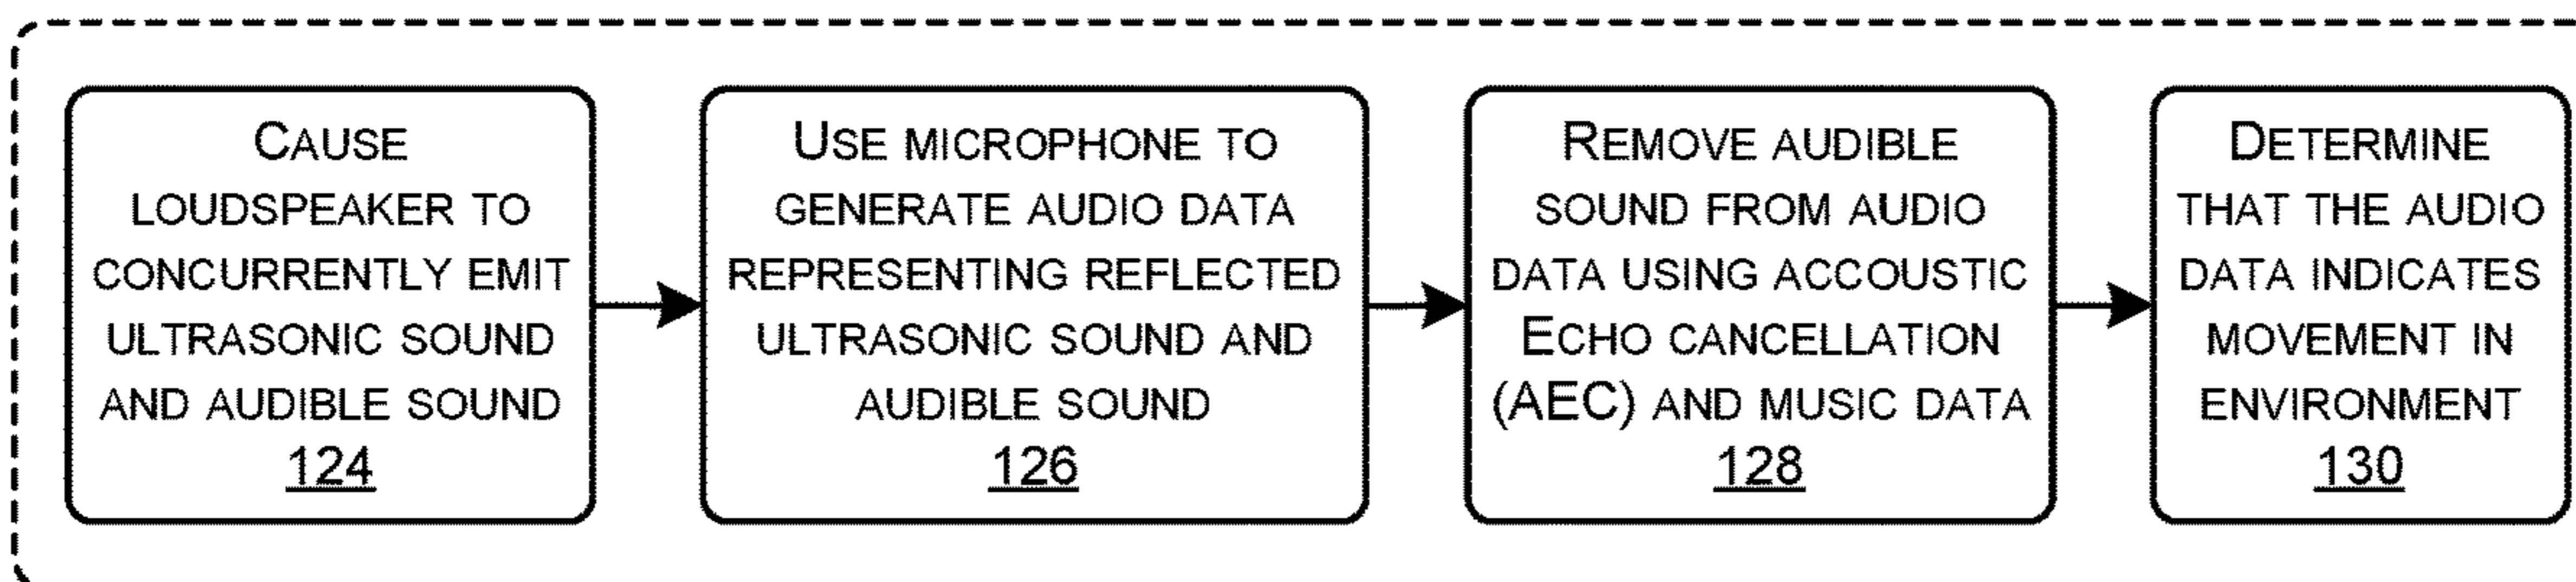 CAUSE
LOUDSPEAKER TO
CONCURRENTLY EMIT
ULTRASONIC SOUND
AND AUDIBLE SOUND
124
USE MICROPHONE TO
GENERATE AUDIO DATA
REPRESENTING REFLECTED
ULTRASONIC SOUND AND
AUDIBLE SOUND
126
REMOVE AUDIBLE
SOUND FROM AUDIO
DATA USING ACCOUSTIC
ECHO CANCELLATION
(AEC) AND MUSIC DATA
128
DETERMINE
THAT THE AUDIO
DATA INDICATES
MOVEMENT IN
ENVIRONMENT
130